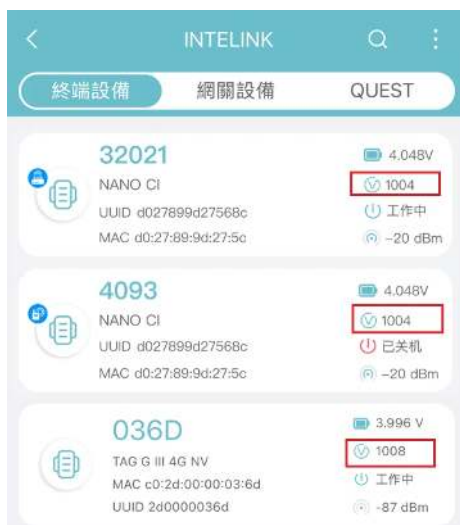 INTELINK
終端設備 網關設備 QUEST
32021
4.048V
NANO CI
1004
UUID d027899d27568c
工作中
MAC d0:27:89:9d:27:5c
-20 dBm
4093
4.048V
NANO CI
1004
UUID d027899d27568c
已关机
MAC d0:27:89:9d:27:5c
-20 dBm
036D
3.996 V
TAG G III 4G NV
1008
MAC c0:2d:00:00:03:6d
工作中
UUID 2d0000036d
-87 dBm